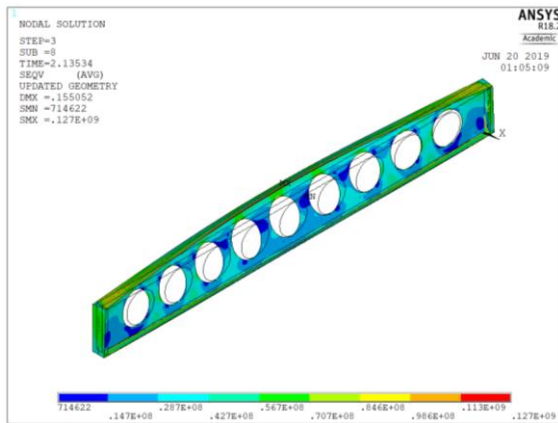 1
NODAL SOLUTION
STEP=3
SUB =8
TIME=2.13534
SEQV (AVG)
UPDATED GEOMETRY
DMX =.155052
SMN =714622
SMX =.127E+09
ANSYS
Academic
JUN 20 2019
01:05:09
X
714622
.147E+08
.287E+08
.427E+08
.567E+08
.707E+08
.846E+08
.986E+08
.113E+09
.127E+09